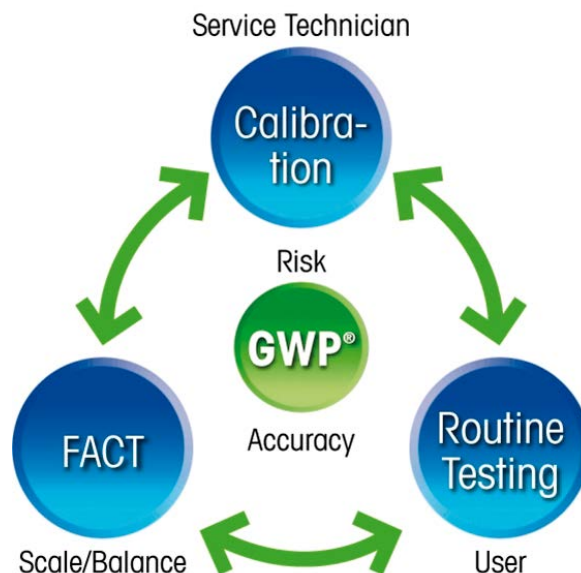 Service Technician
Calibra-
tion
Risk
GWP®
Accuracy
FACT
Routine
Testing
Scale/Balance
User